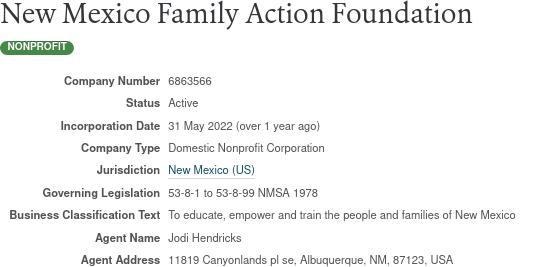 New Mexico Family Action Foundation
NONPROFIT
Company Number 6863566
Status Active
Incorporation Date 31 May 2022 (over 1 year ago)
Company Type Domestic Nonprofit Corporation
Jurisdiction New Mexico (US)
Governing Legislation 53-8-1 to 53-8-99 NMSA 1978
Business Classification Text To educate, empower and train the people and families of New Mexico
Agent Name Jodi Hendricks
Agent Address 11819 Canyonlands pl se, Albuquerque, NM, 87123, USA